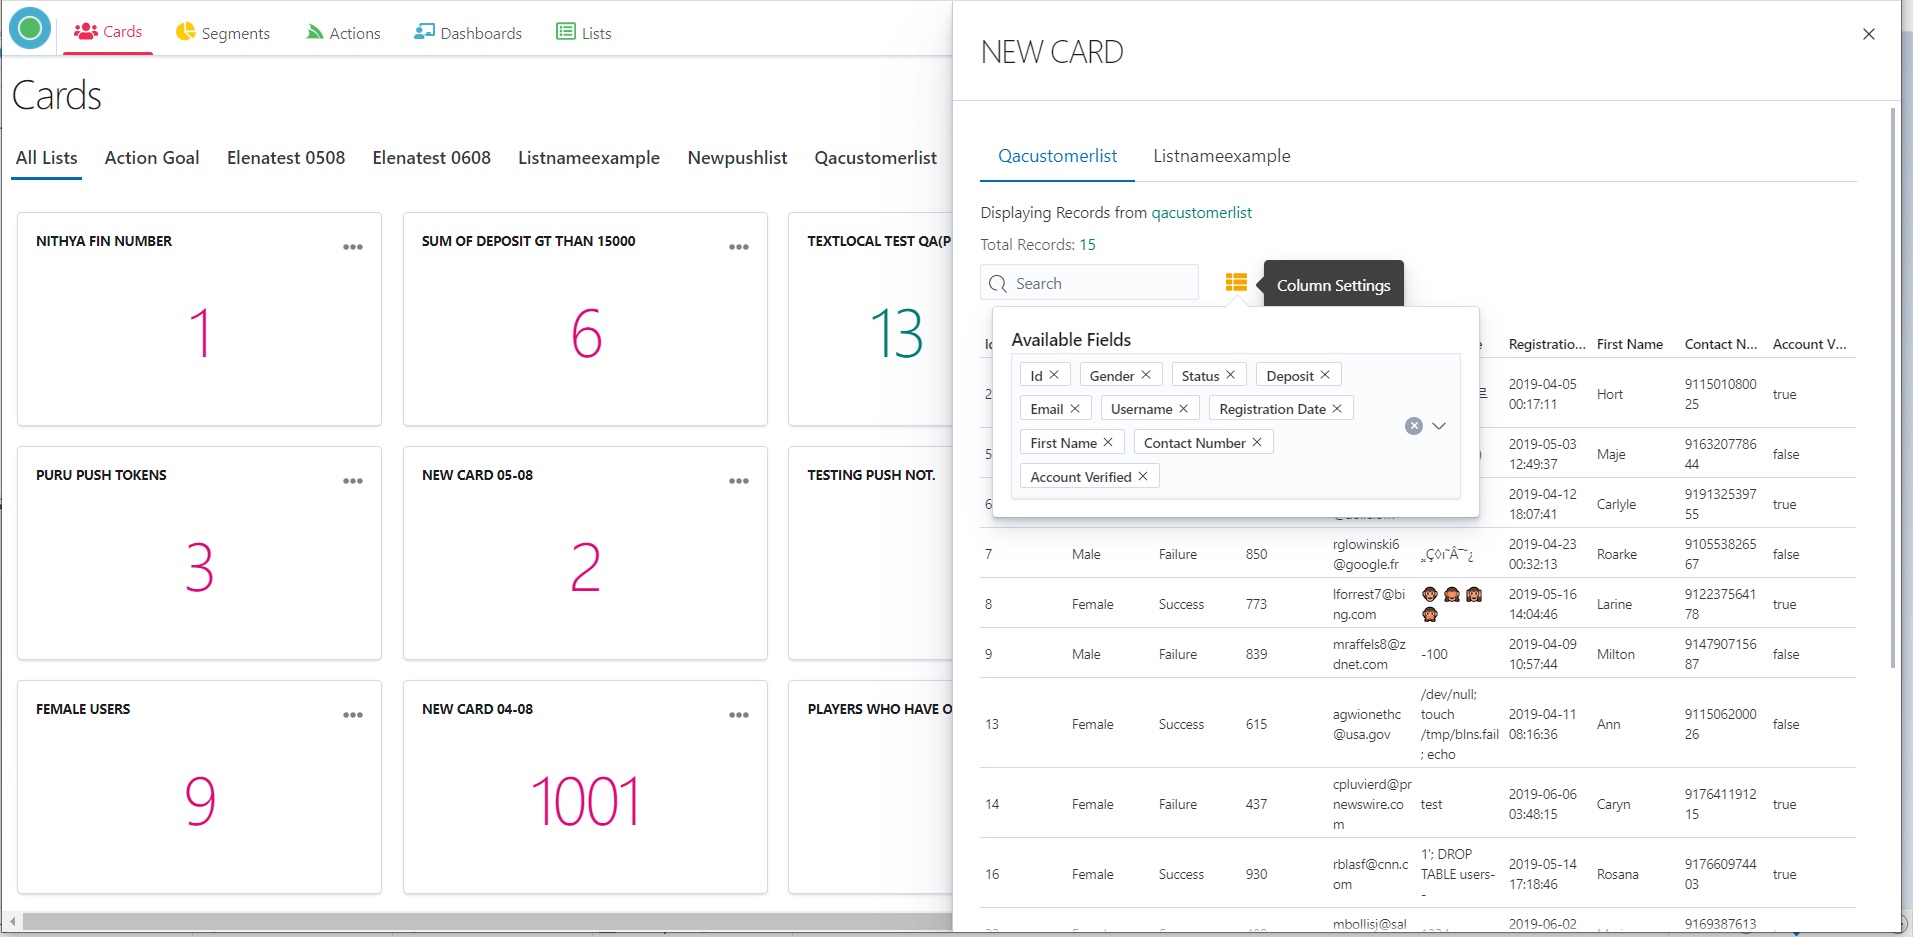 Cards
Segments
Actions
Dashboards
Lists
Cards
All Lists
Action Goal
Elenatest 0508
Elenatest 0608
Listnameexample
Newpushlist
Qacustomerlist
NITHYA FIN NUMBER
1
SUM OF DEPOSIT GT THAN 15000
6
TEXTLOCAL TEST QA(P
13
PURU PUSH TOKENS
3
NEW CARD 05-08
2
TESTING PUSH NOT.
FEMALE USERS
9
NEW CARD 04-08
1001
PLAYERS WHO HAVE O
NEW CARD
Qacustomerlist
Listnameexample
Displaying Records from qacustomerlist
Total Records: 15
Search
Column Settings
Available Fields
Id
Gender
Status
Deposit
Email
Username
Registration Date
First Name
Contact Number
Account Verified
Registratio... First Name Contact N... Account V...
2019-04-05
00:17:11
Hort
9115010800
25
true
2019-05-03
12:49:37
Maje
9163207786
44
false
2019-04-12
18:07:41
Carlyle
9191325397
55
true
7
Male
Failure
850
rglowinski6
@google.fr
¸˛Ç◊ı˜Â¯˘¿
2019-04-23
00:32:13
Roarke
9105538265
67
false
8
Female
Success
773
lforrest7@bi
ng.com
🐵 🙈 🙉
🙊
2019-05-16
14:04:46
Larine
9122375641
78
true
9
Male
Failure
839
mraffels8@z
dnet.com
-100
2019-04-09
10:57:44
Milton
9147907156
87
false
13
Female
Success
615
agwionethc
@usa.gov
/dev/null;
touch
/tmp/blns.fail
; echo
2019-04-11
08:16:36
Ann
9115062000
26
false
14
Female
Failure
437
cpluvierd@pr
newswire.co
m
test
2019-06-06
03:48:15
Caryn
9176411912
15
true
16
Female
Success
930
rblasf@cnn.c
om
1'; DROP
TABLE users-
-
2019-05-14
17:18:46
Rosana
9176609744
03
true
mbollisj@sal
2019-06-02
9169387613